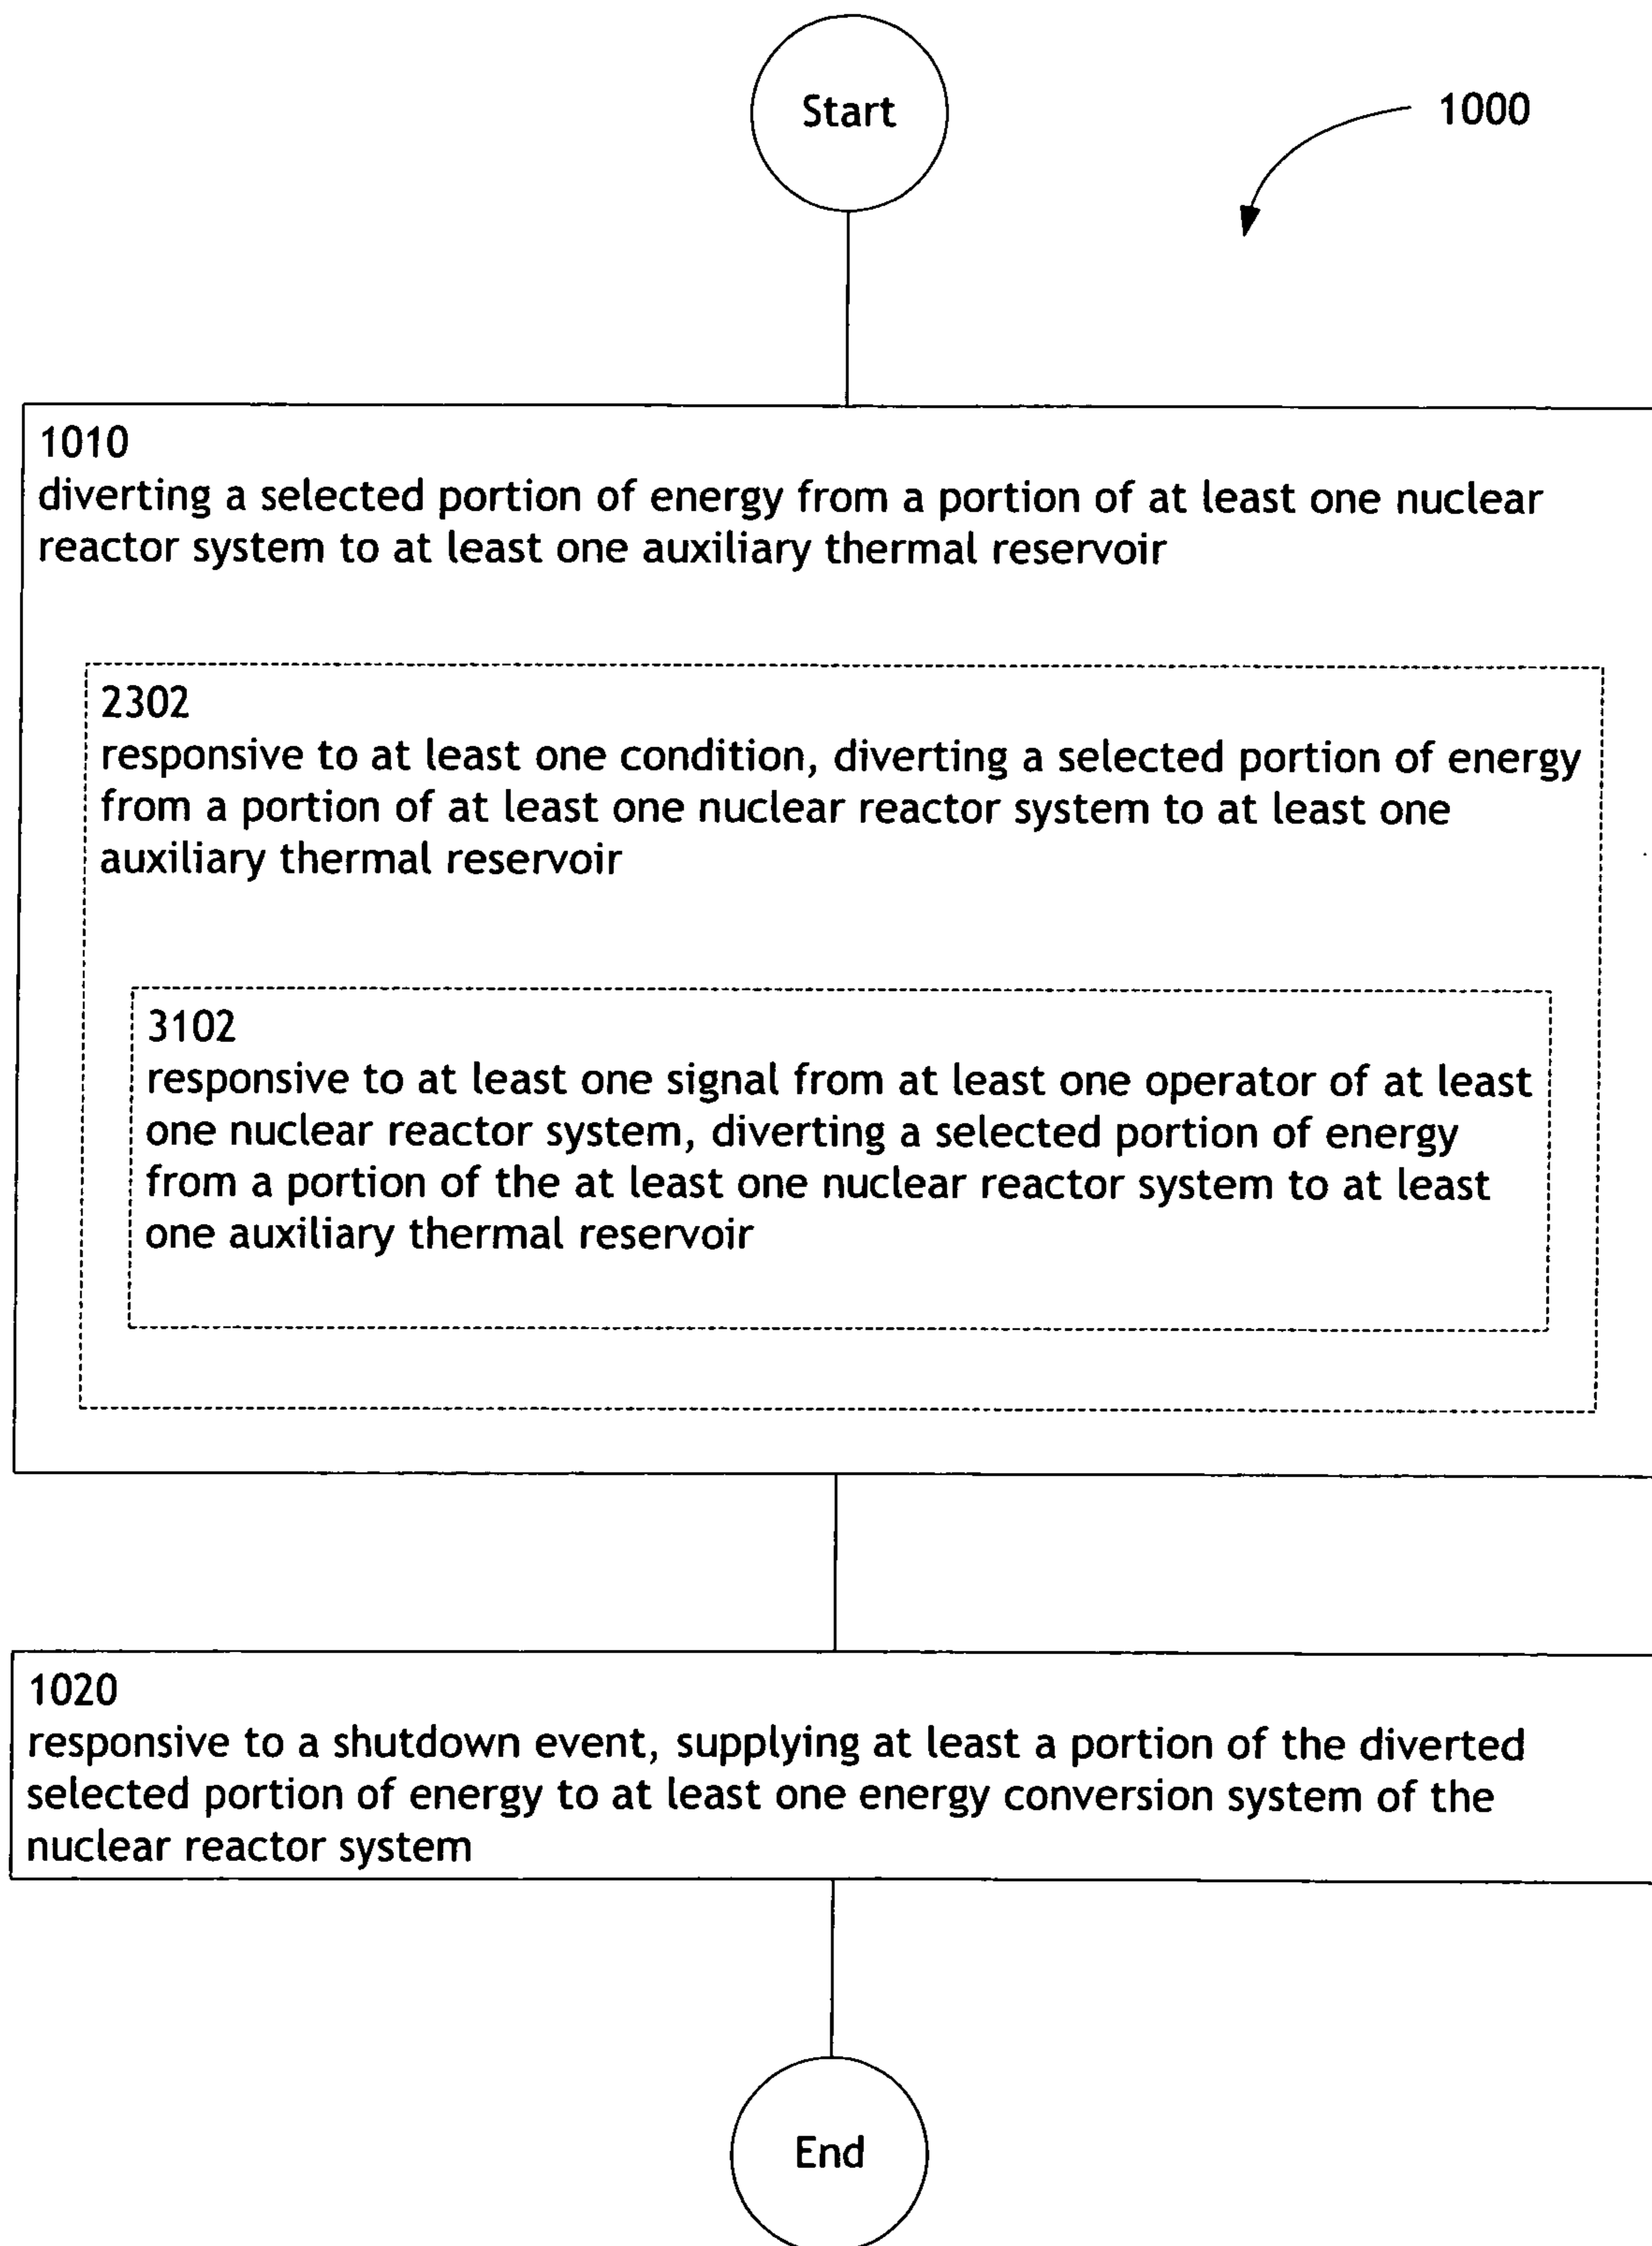 Start
1000
1010
diverting a selected portion of energy from a portion of at least one nuclear
reactor system to at least one auxiliary thermal reservoir
2302
responsive to at least one condition, diverting a selected portion of energy
from a portion of at least one nuclear reactor system to at least one
auxiliary thermal reservoir
3102
responsive to at least one signal from at least one operator of at least
one nuclear reactor system, diverting a selected portion of energy
from a portion of the at least one nuclear reactor system to at least
one auxiliary thermal reservoir
1020
responsive to a shutdown event, supplying at least a portion of the diverted
selected portion of energy to at least one energy conversion system of the
nuclear reactor system
End